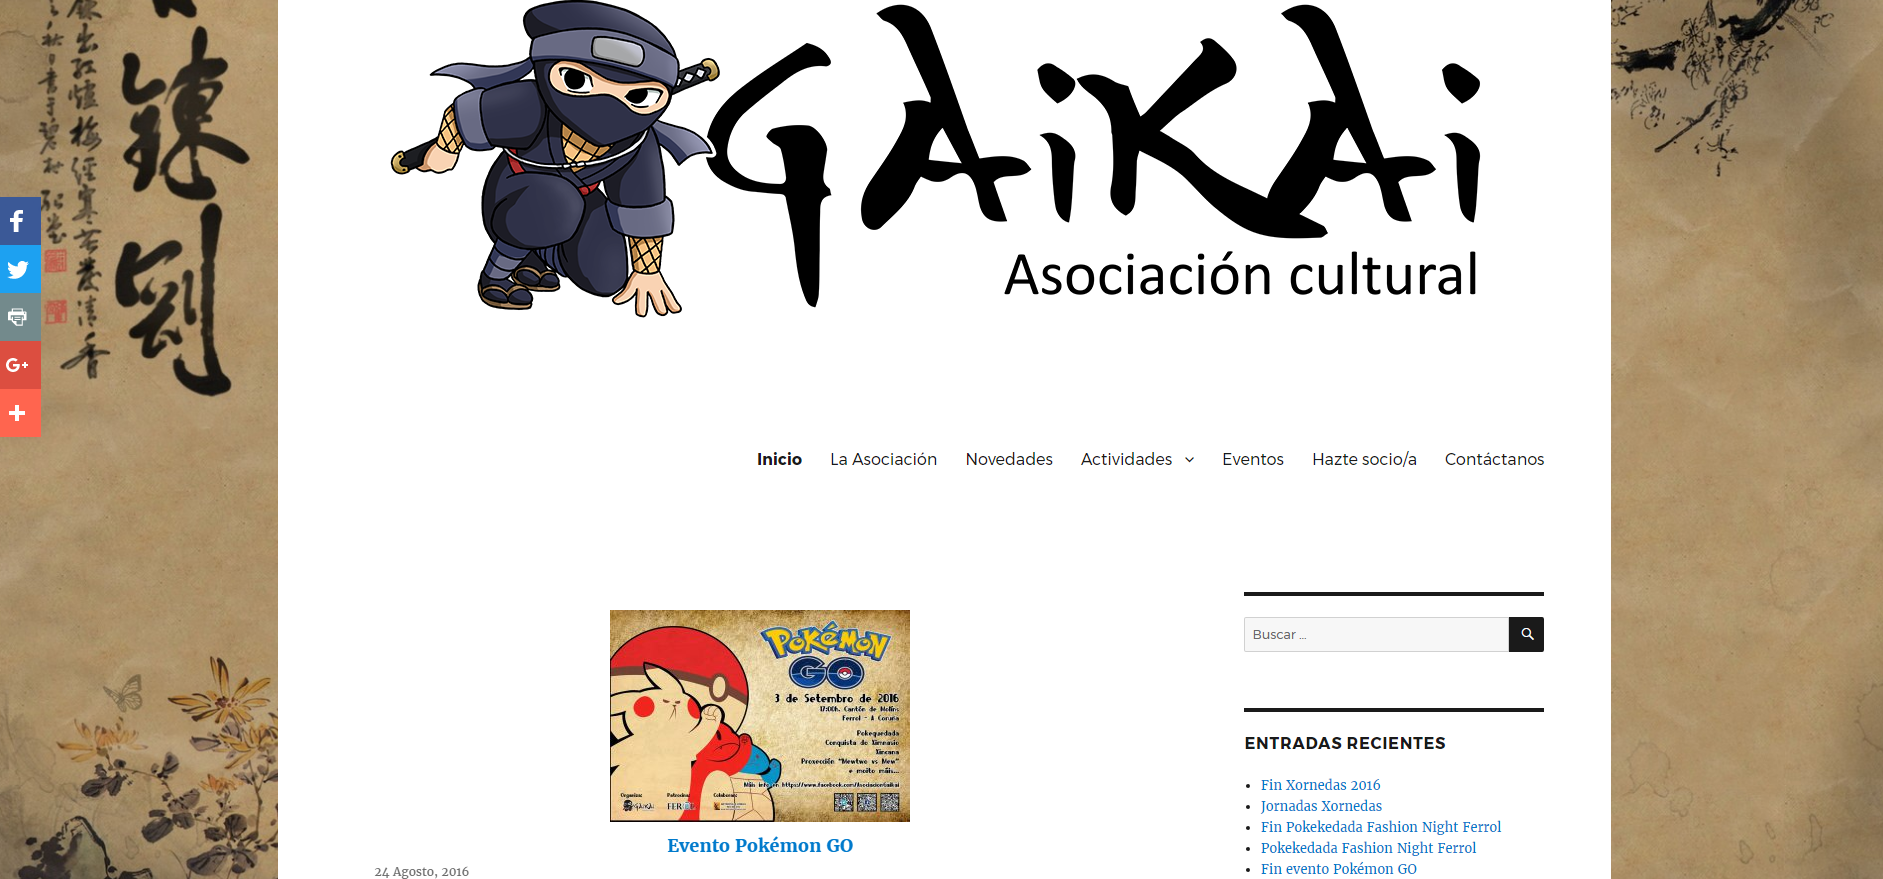 GAiKAi
Asociación cultural
Inicio La Asociación Novedades Actividades Eventos Hazte socio/a Contáctanos
POKÉMON
GO
3 de Setembro de 2016
17:00h. Cantón de Molíns
Ferrol - A Coruña
Pokequedada
Conquista do Ximnasio
Xincana
Proxección "Mewtwo vs Mew"
e moito máis...
Máis info en https://www.facebook.com/AsociacionGaikai
Organiza: Patrocina: Colabora:
GAiKAi FERROL
Evento Pokémon GO
24 Agosto, 2016
Buscar …
ENTRADAS RECIENTES
Fin Xornedas 2016
Jornadas Xornedas
Fin Pokekedada Fashion Night Ferrol
Pokekedada Fashion Night Ferrol
Fin evento Pokémon GO